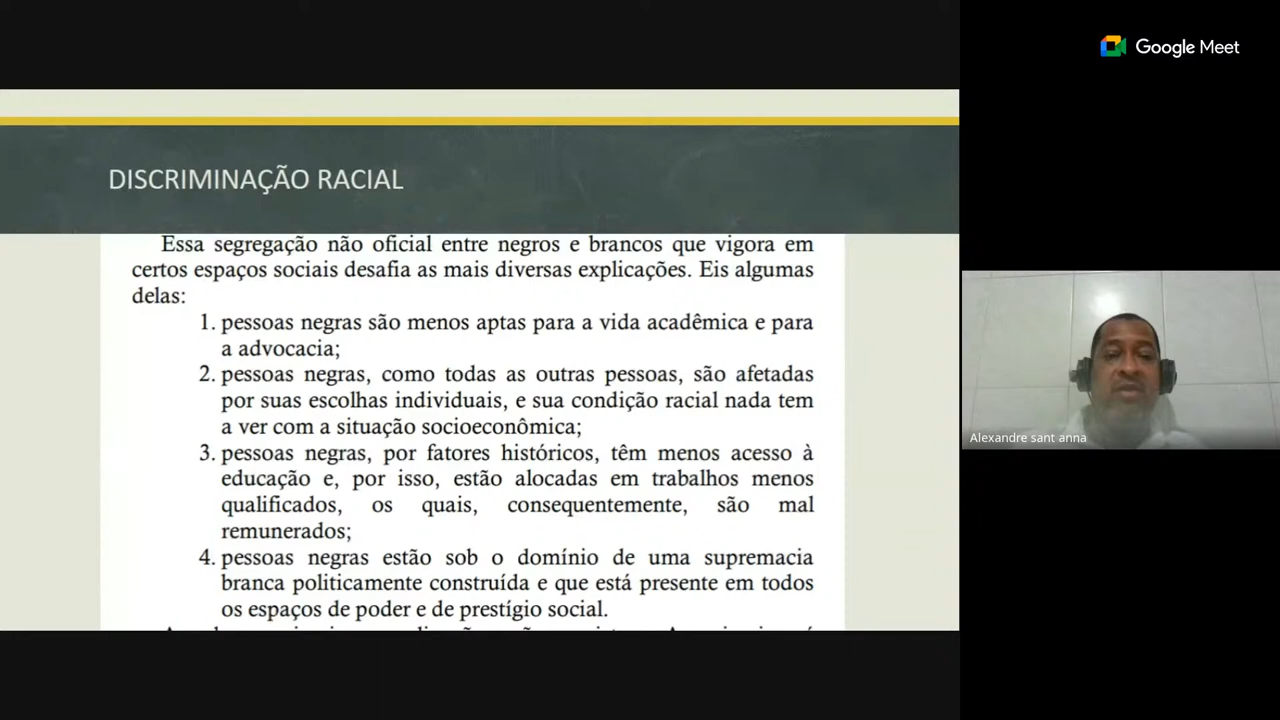 Google Meet
DISCRIMINAÇÃO RACIAL
Essa segregação não oficial entre negros e brancos que vigora em
certos espaços sociais desafia as mais diversas explicações. Eis algumas
delas:
1. pessoas negras são menos aptas para a vida acadêmica e para
a advocacia;
2. pessoas negras, como todas as outras pessoas, são afetadas
por suas escolhas individuais, e sua condição racial nada tem
a ver com a situação socioeconômica;
3. pessoas negras, por fatores históricos, têm menos acesso à
educação e, por isso, estão alocadas em trabalhos menos
qualificados, os quais, consequentemente, são mal
remunerados;
4. pessoas negras estão sob o domínio de uma supremacia
branca politicamente construída e que está presente em todos
os espaços de poder e de prestígio social.
Alexandre sant anna